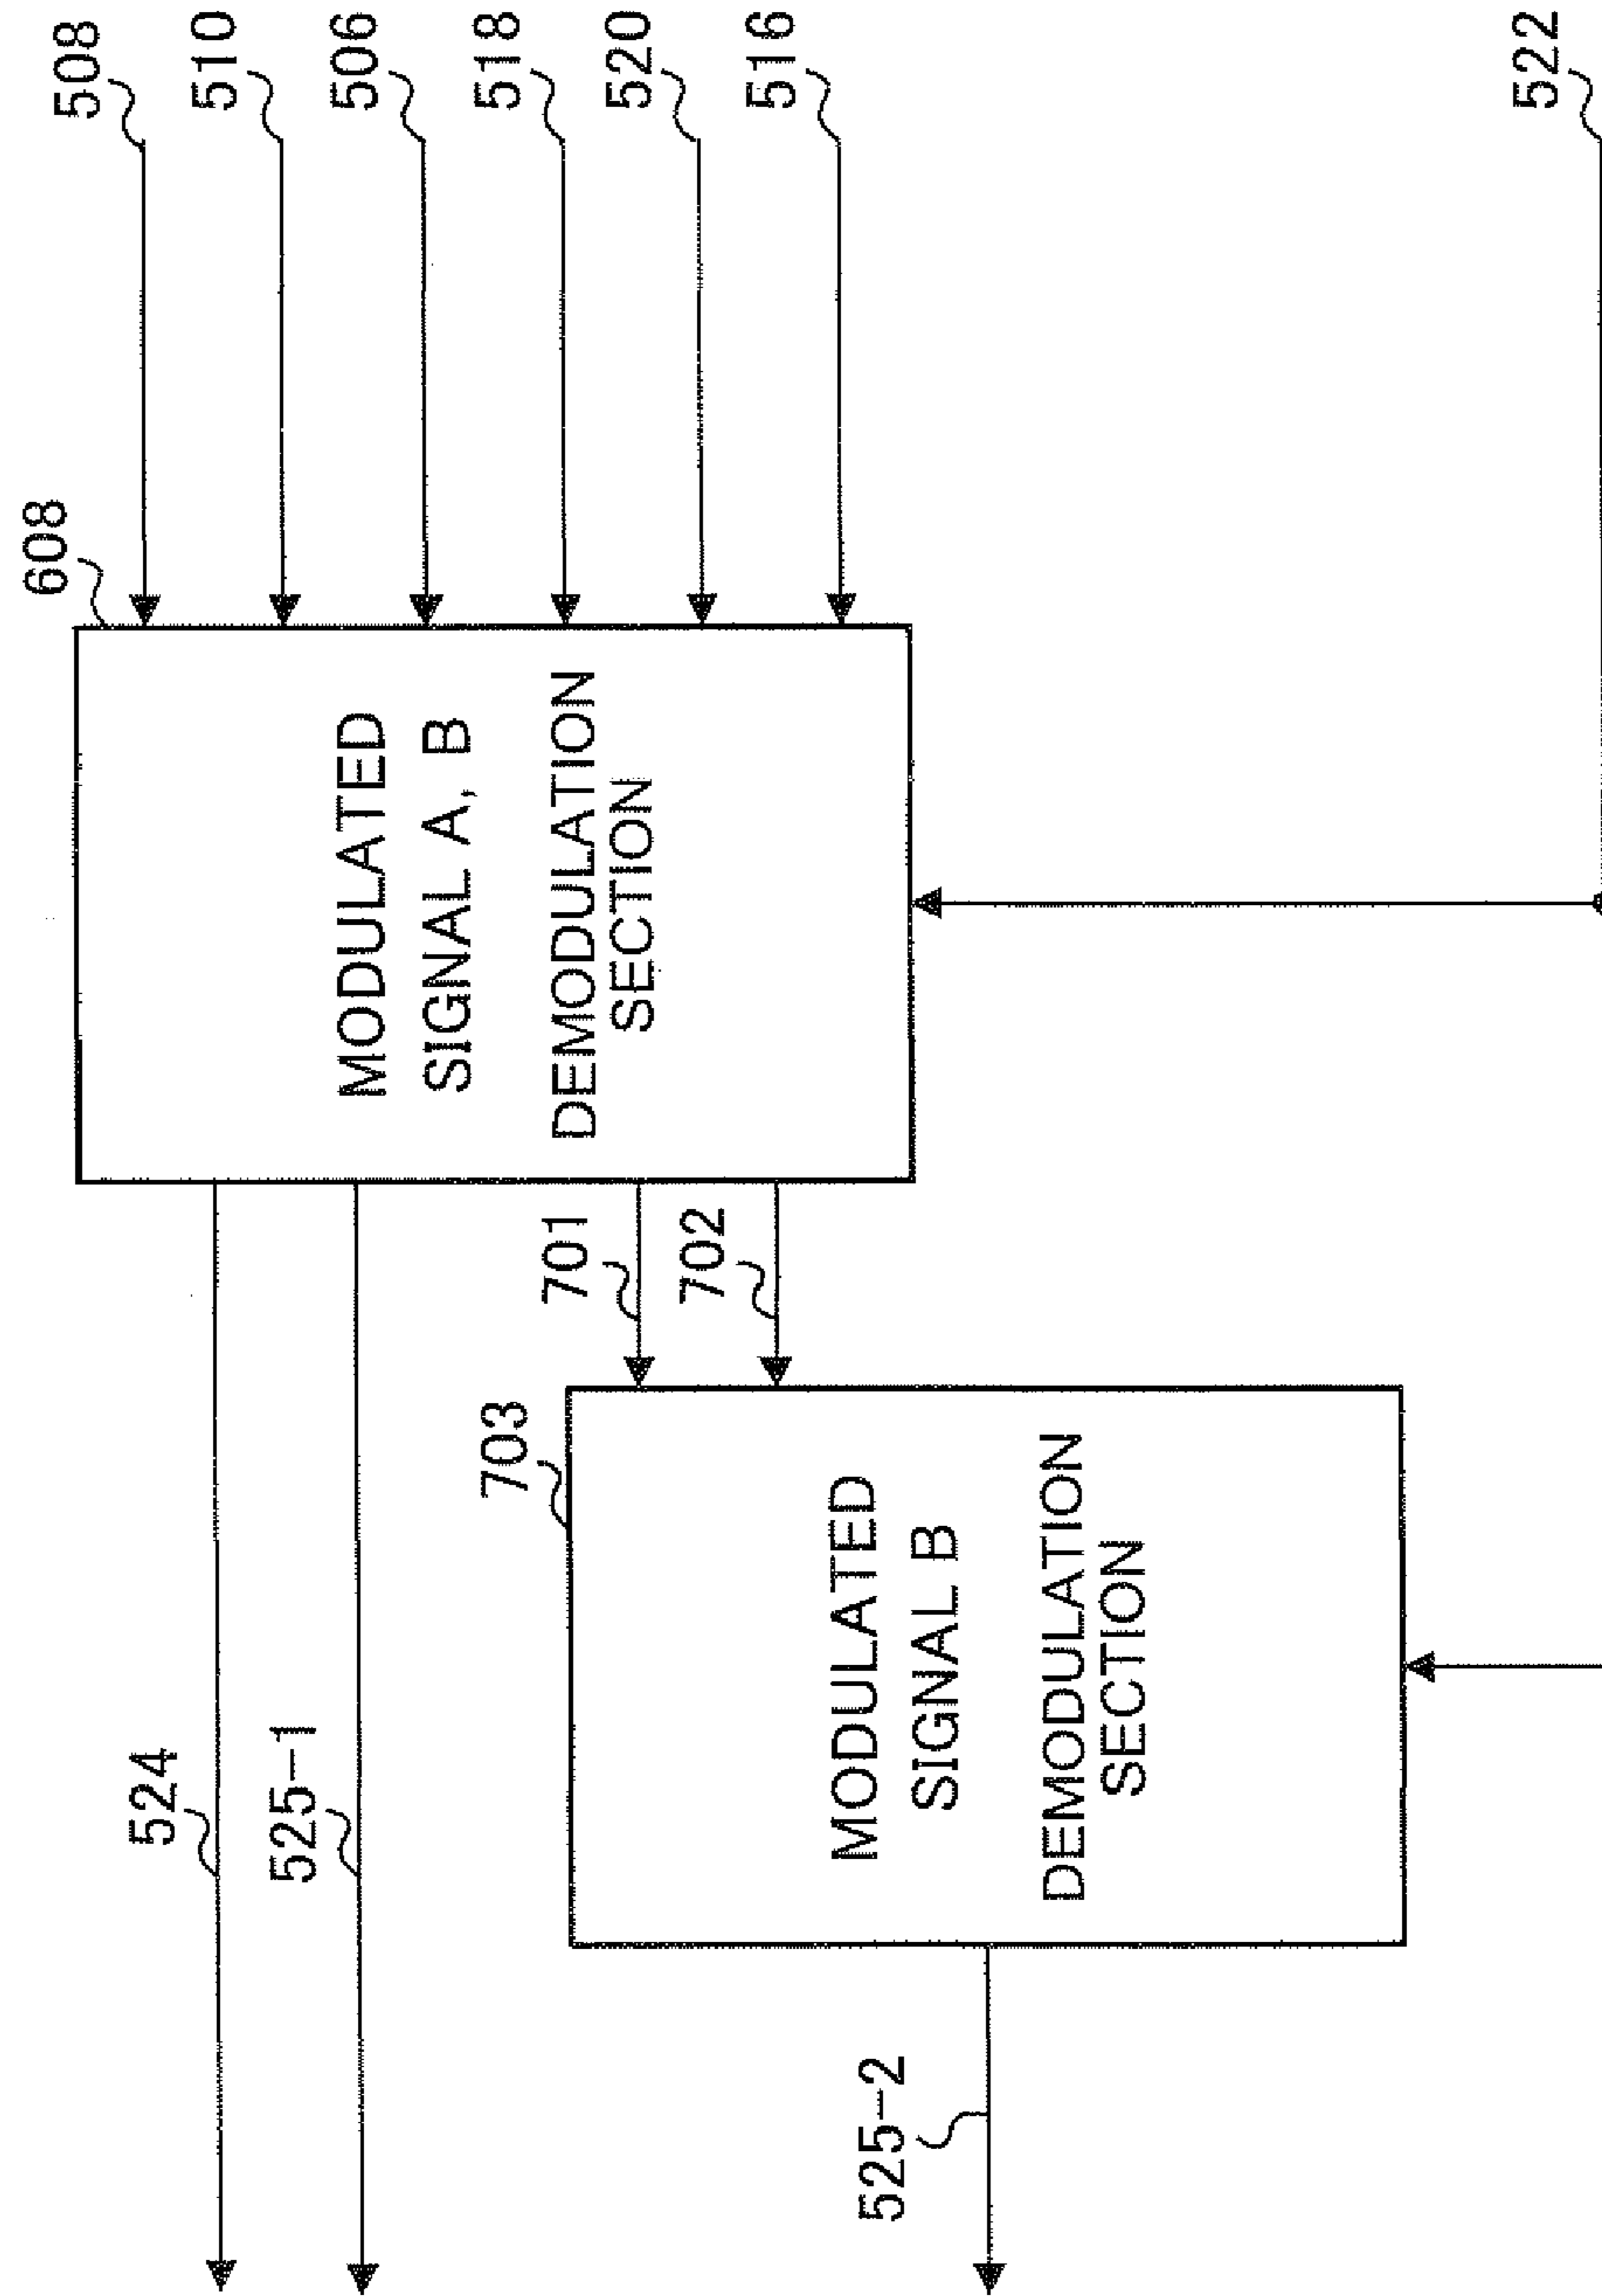 508
510
506
518
520
516
522
608
MODULATED
SIGNAL A, B
DEMODULATION
SECTION
701
702
703
MODULATED
SIGNAL B
DEMODULATION
SECTION
524
525-1
525-2